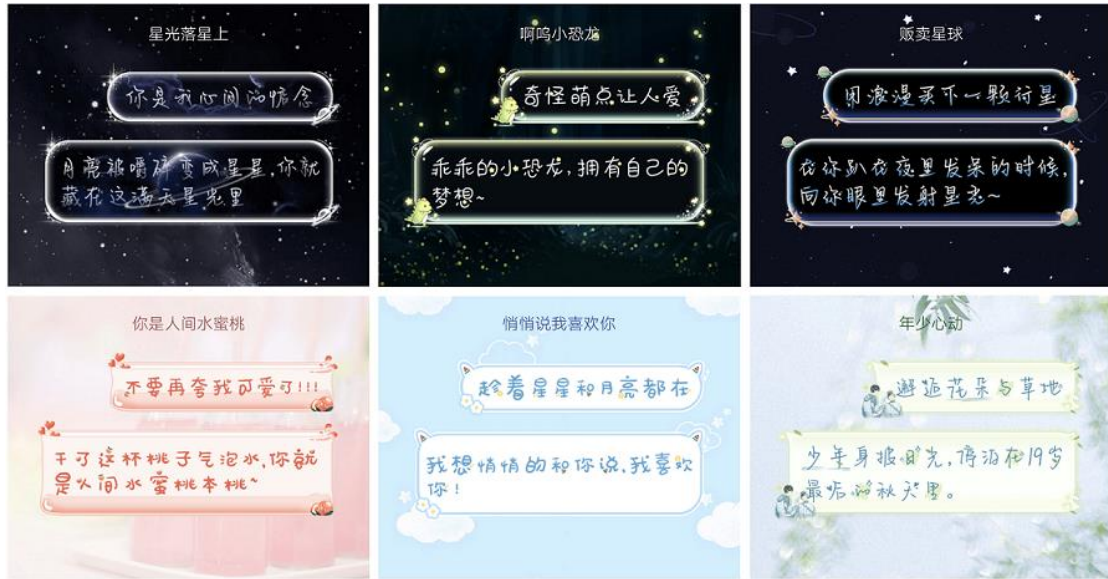 星光落星上
你是我心间的惦念
月亮被嚼碎变成星星,你就
藏在这满天星光里
啊呜小恐龙
奇怪萌点让人爱
乖乖的小恐龙,拥有自己的
梦想~
贩卖星球
用浪漫买下一颗行星
在你趴在夜里发呆的时候,
向你眼里发射星光~
你是人间水蜜桃
不要再夸我可爱了!!!
干了这杯桃子气泡水,你就
是人间水蜜桃本桃~
悄悄说我喜欢你
趁着星星和月亮都在
我想悄悄的和你说,我喜欢
你!
年少心动
邂逅花朵与草地
少年身披日光,停泊在19岁
最后的秋天里。